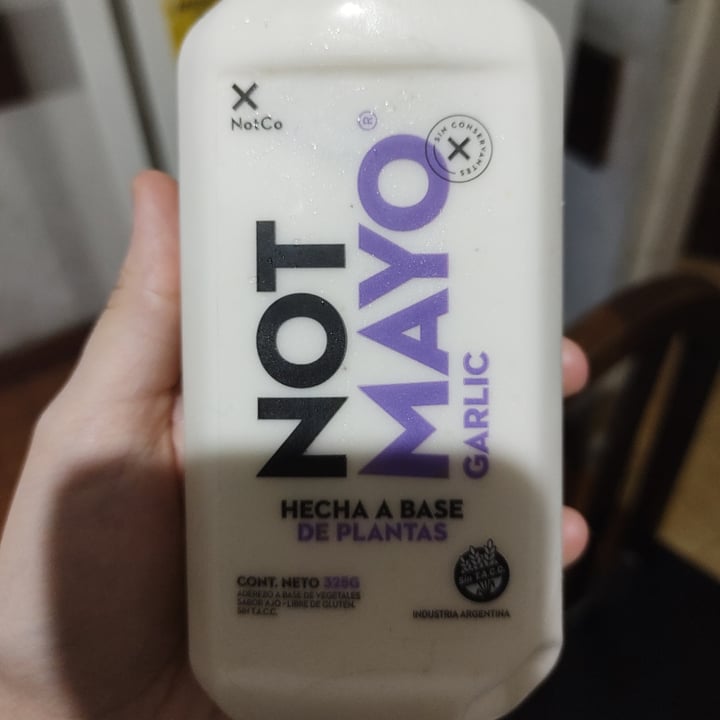 NotCo
SIN CONSERVANTES
NOT
MAYO®
GARLIC
HECHA A BASE
DE PLANTAS
CONT. NETO 325G
ADEREZO A BASE DE VEGETALES
SABOR AJO - LIBRE DE GLUTEN.
SIN T.A.C.C.
Sin T.A.C.C.
INDUSTRIA ARGENTINA